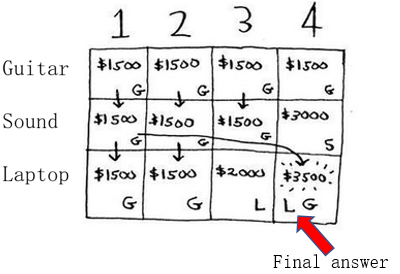 1 2 3 4
Guitar $1500 $1500 $1500 $1500
G G G G
Sound $1500 $1500 $1500 $3000
G G G S
Laptop $1500 $1500 $2000 $3500
G G L L G
Final answer